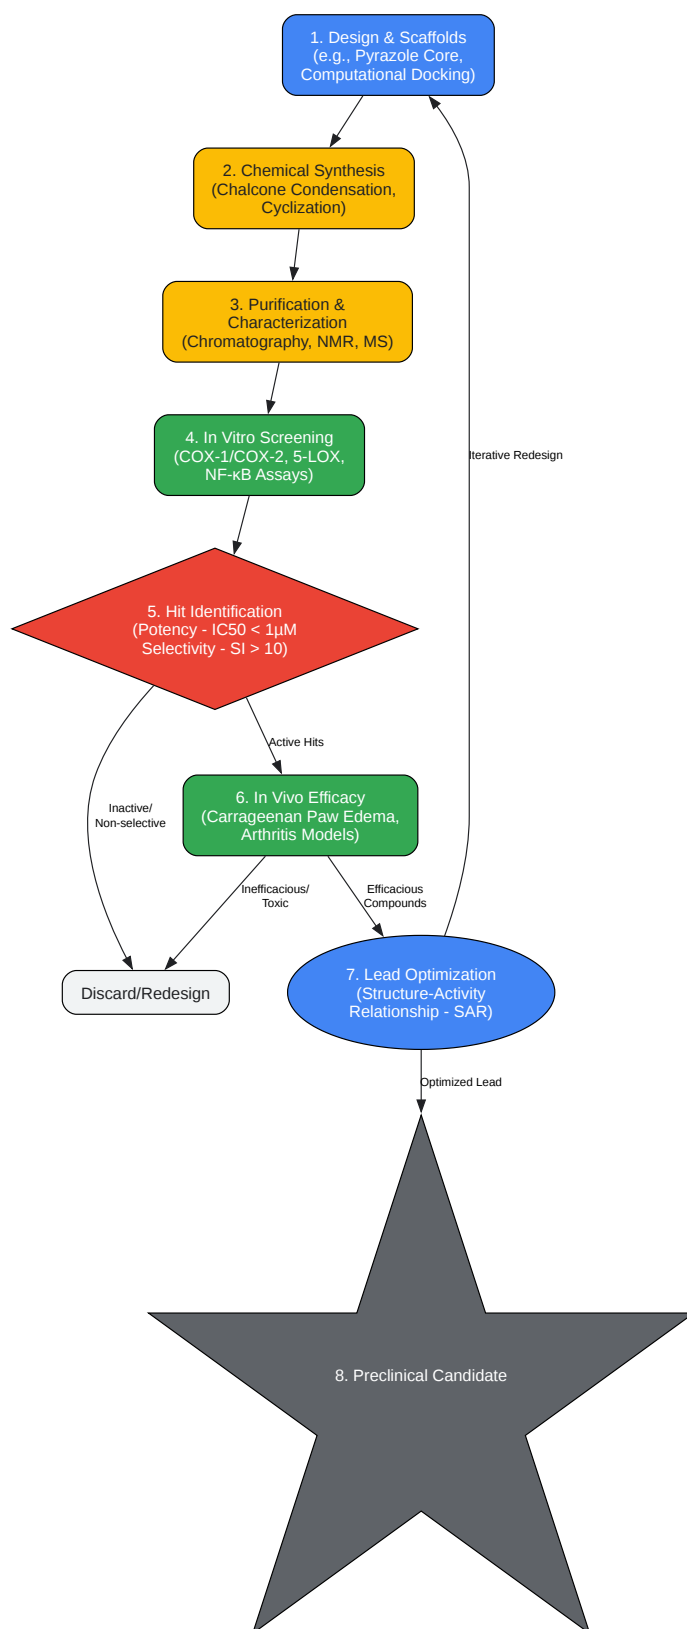 1. Design & Scaffolds
(e.g., Pyrazole Core,
Computational Docking)
2. Chemical Synthesis
(Chalcone Condensation,
Cyclization)
3. Purification &
Characterization
(Chromatography, NMR, MS)
4. In Vitro Screening
(COX-1/COX-2, 5-LOX,
NF-κB Assays)
Iterative Redesign
5. Hit Identification
(Potency - IC50 < 1µM
Selectivity - SI > 10)
Active Hits
Inactive/
Non-selective
6. In Vivo Efficacy
(Carrageenan Paw Edema,
Arthritis Models)
Inefficacious/
Toxic
Efficacious
Compounds
Discard/Redesign
7. Lead Optimization
(Structure-Activity
Relationship - SAR)
Optimized Lead
8. Preclinical Candidate